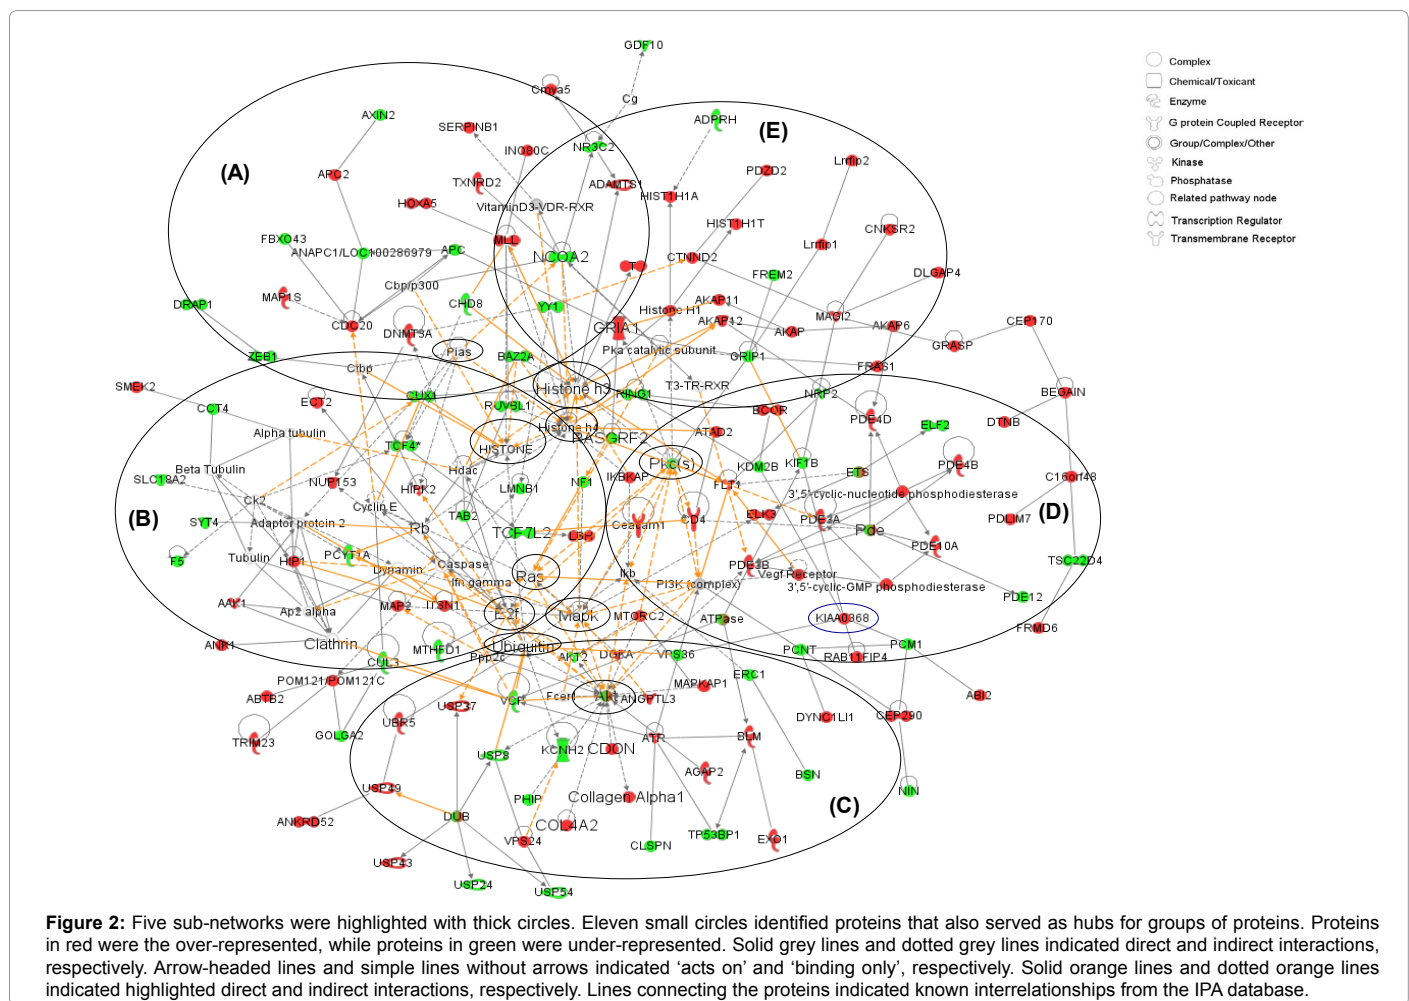 GDF10
Cmya5
Cg
Complex
Chemical/Toxicant
Enzyme
G protein Coupled Receptor
Group/Complex/Other
Kinase
Phosphatase
Related pathway node
Transcription Regulator
Transmembrane Receptor
AXIN2
SERPINB1
ADPRH
(E)
INO80C
NR3C2
Lrrfip2
(A)
APC2
TXNRD2
ADAMTS1
PDZD2
HIST1H1A
HOXA5
VitaminD3-VDR-RXR
HIST1H1T
CNKSR2
FBXO43
MLL
Lrrfip1
ANAPC1/LOC100286979
APC
NCOA2
CTNND2
FREM2
DLGAP4
Cbp/p300
MAP1S
DRAP1
CHD8
YY1
Histone H1
AKAP11
CDC20
DNMT3A
GRIA1
AKAP12
AKAP
MAGI2
AKAP6
CEP170
GRASP
ZEB1
Pias
BAZ2A
Pka catalytic subunit
GRIP1
FRAS1
Ctbp
SMEK2
CUX1
Histone h3
RING1
T3-TR-RXR
NRP2
BEGAIN
ECT2
CCT4
RUVBL1
BCOR
PDE4D
DTNB
Alpha tubulin
Histone h4
RASGRF2
ATAD2
ELF2
TCF4*
HISTONE
Beta Tubulin
Hdac
Pkc(s)
KDM2B
KIF1B
PDE4B
SLC18A2
NUP153
HIPK2
LMNB1
NF1
IKBKAP
FLT1
ETS
C16orf48
Ck2
Cyclin E
3',5'-cyclic-nucleotide phosphodiesterase
(B)
SYT4
Adaptor protein 2
Rb
TAB2
TCF7L2
LBR
Ceacam1
CD4
ELK3
PDE3A
Pde
PDLIM7
(D)
F5
Tubulin
HIP1
PCYT1A
Dynamin
Caspase
Ifn gamma
Ras
Ikb
PI3K (complex)
PDE3B
Vegf Receptor
PDE10A
TSC22D4
3',5'-cyclic-GMP phosphodiesterase
AAK1
Ap2 alpha
MAP2
ITSN1
E2f
Mapk
MTORC2
ATPase
KIAA0368
PDE12
FRMD6
ANK1
Clathrin
MTHFD1
Ubiquitin
PCNT
PCM1
CUL3
Ppp2c
AKT2
DGKA
VPS36
RAB11FIP4
POM121/POM121C
ERC1
ABTB2
VCP
Fcer1
Akt
ANGPTL3
MAPKAP1
ABI2
USP37
DYNC1LI1
CEP290
TRIM23
GOLGA2
UBR5
ATR
BLM
USP8
KCNH2
CDON
AGAP2
BSN
USP49
NIN
PHIP
Collagen Alpha1
(C)
ANKRD52
DUB
COL4A2
TP53BP1
VPS24
CLSPN
EXO1
USP43
USP24
USP54
Figure 2: Five sub-networks were highlighted with thick circles. Eleven small circles identified proteins that also served as hubs for groups of proteins. Proteins
in red were the over-represented, while proteins in green were under-represented. Solid grey lines and dotted grey lines indicated direct and indirect interactions,
respectively. Arrow-headed lines and simple lines without arrows indicated ‘acts on’ and ‘binding only’, respectively. Solid orange lines and dotted orange lines
indicated highlighted direct and indirect interactions, respectively. Lines connecting the proteins indicated known interrelationships from the IPA database.